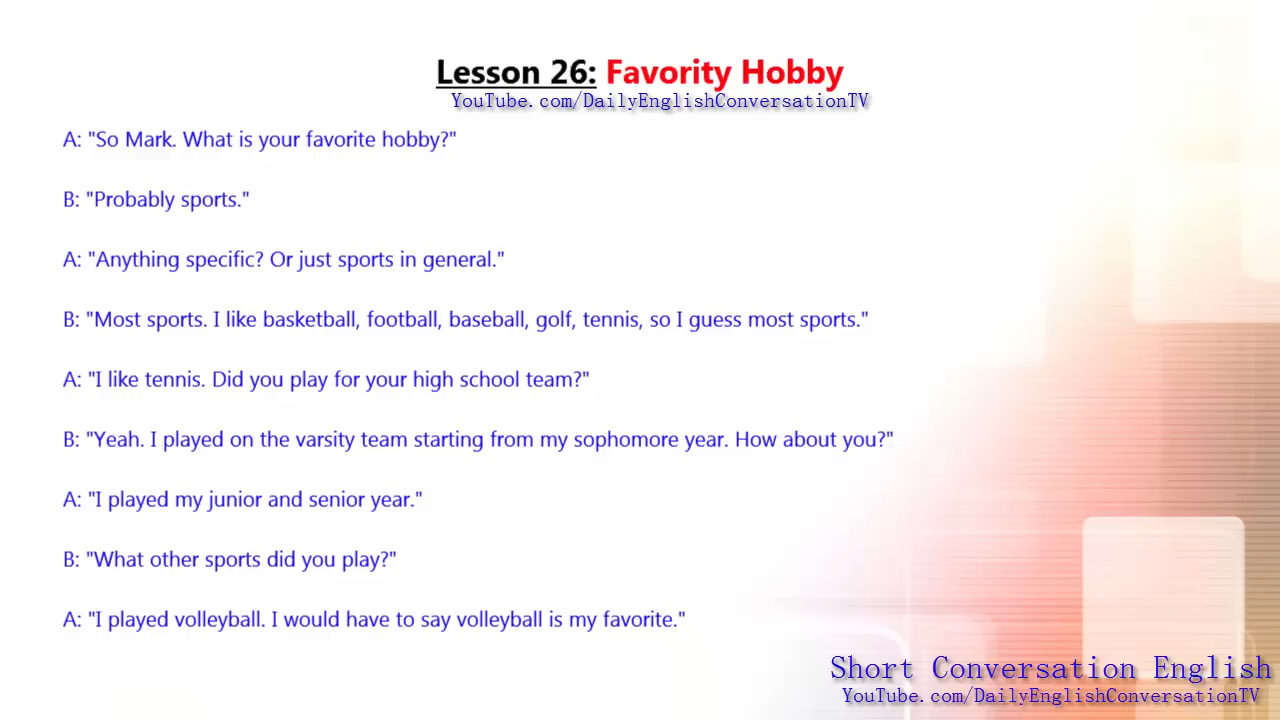 Lesson 26: Favority Hobby
YouTube.com/DailyEnglishConversationTV
A: "So Mark. What is your favorite hobby?"
B: "Probably sports."
A: "Anything specific? Or just sports in general."
B: "Most sports. I like basketball, football, baseball, golf, tennis, so I guess most sports."
A: "I like tennis. Did you play for your high school team?"
B: "Yeah. I played on the varsity team starting from my sophomore year. How about you?"
A: "I played my junior and senior year."
B: "What other sports did you play?"
A: "I played volleyball. I would have to say volleyball is my favorite."
Short Conversation English
YouTube.com/DailyEnglishConversationTV